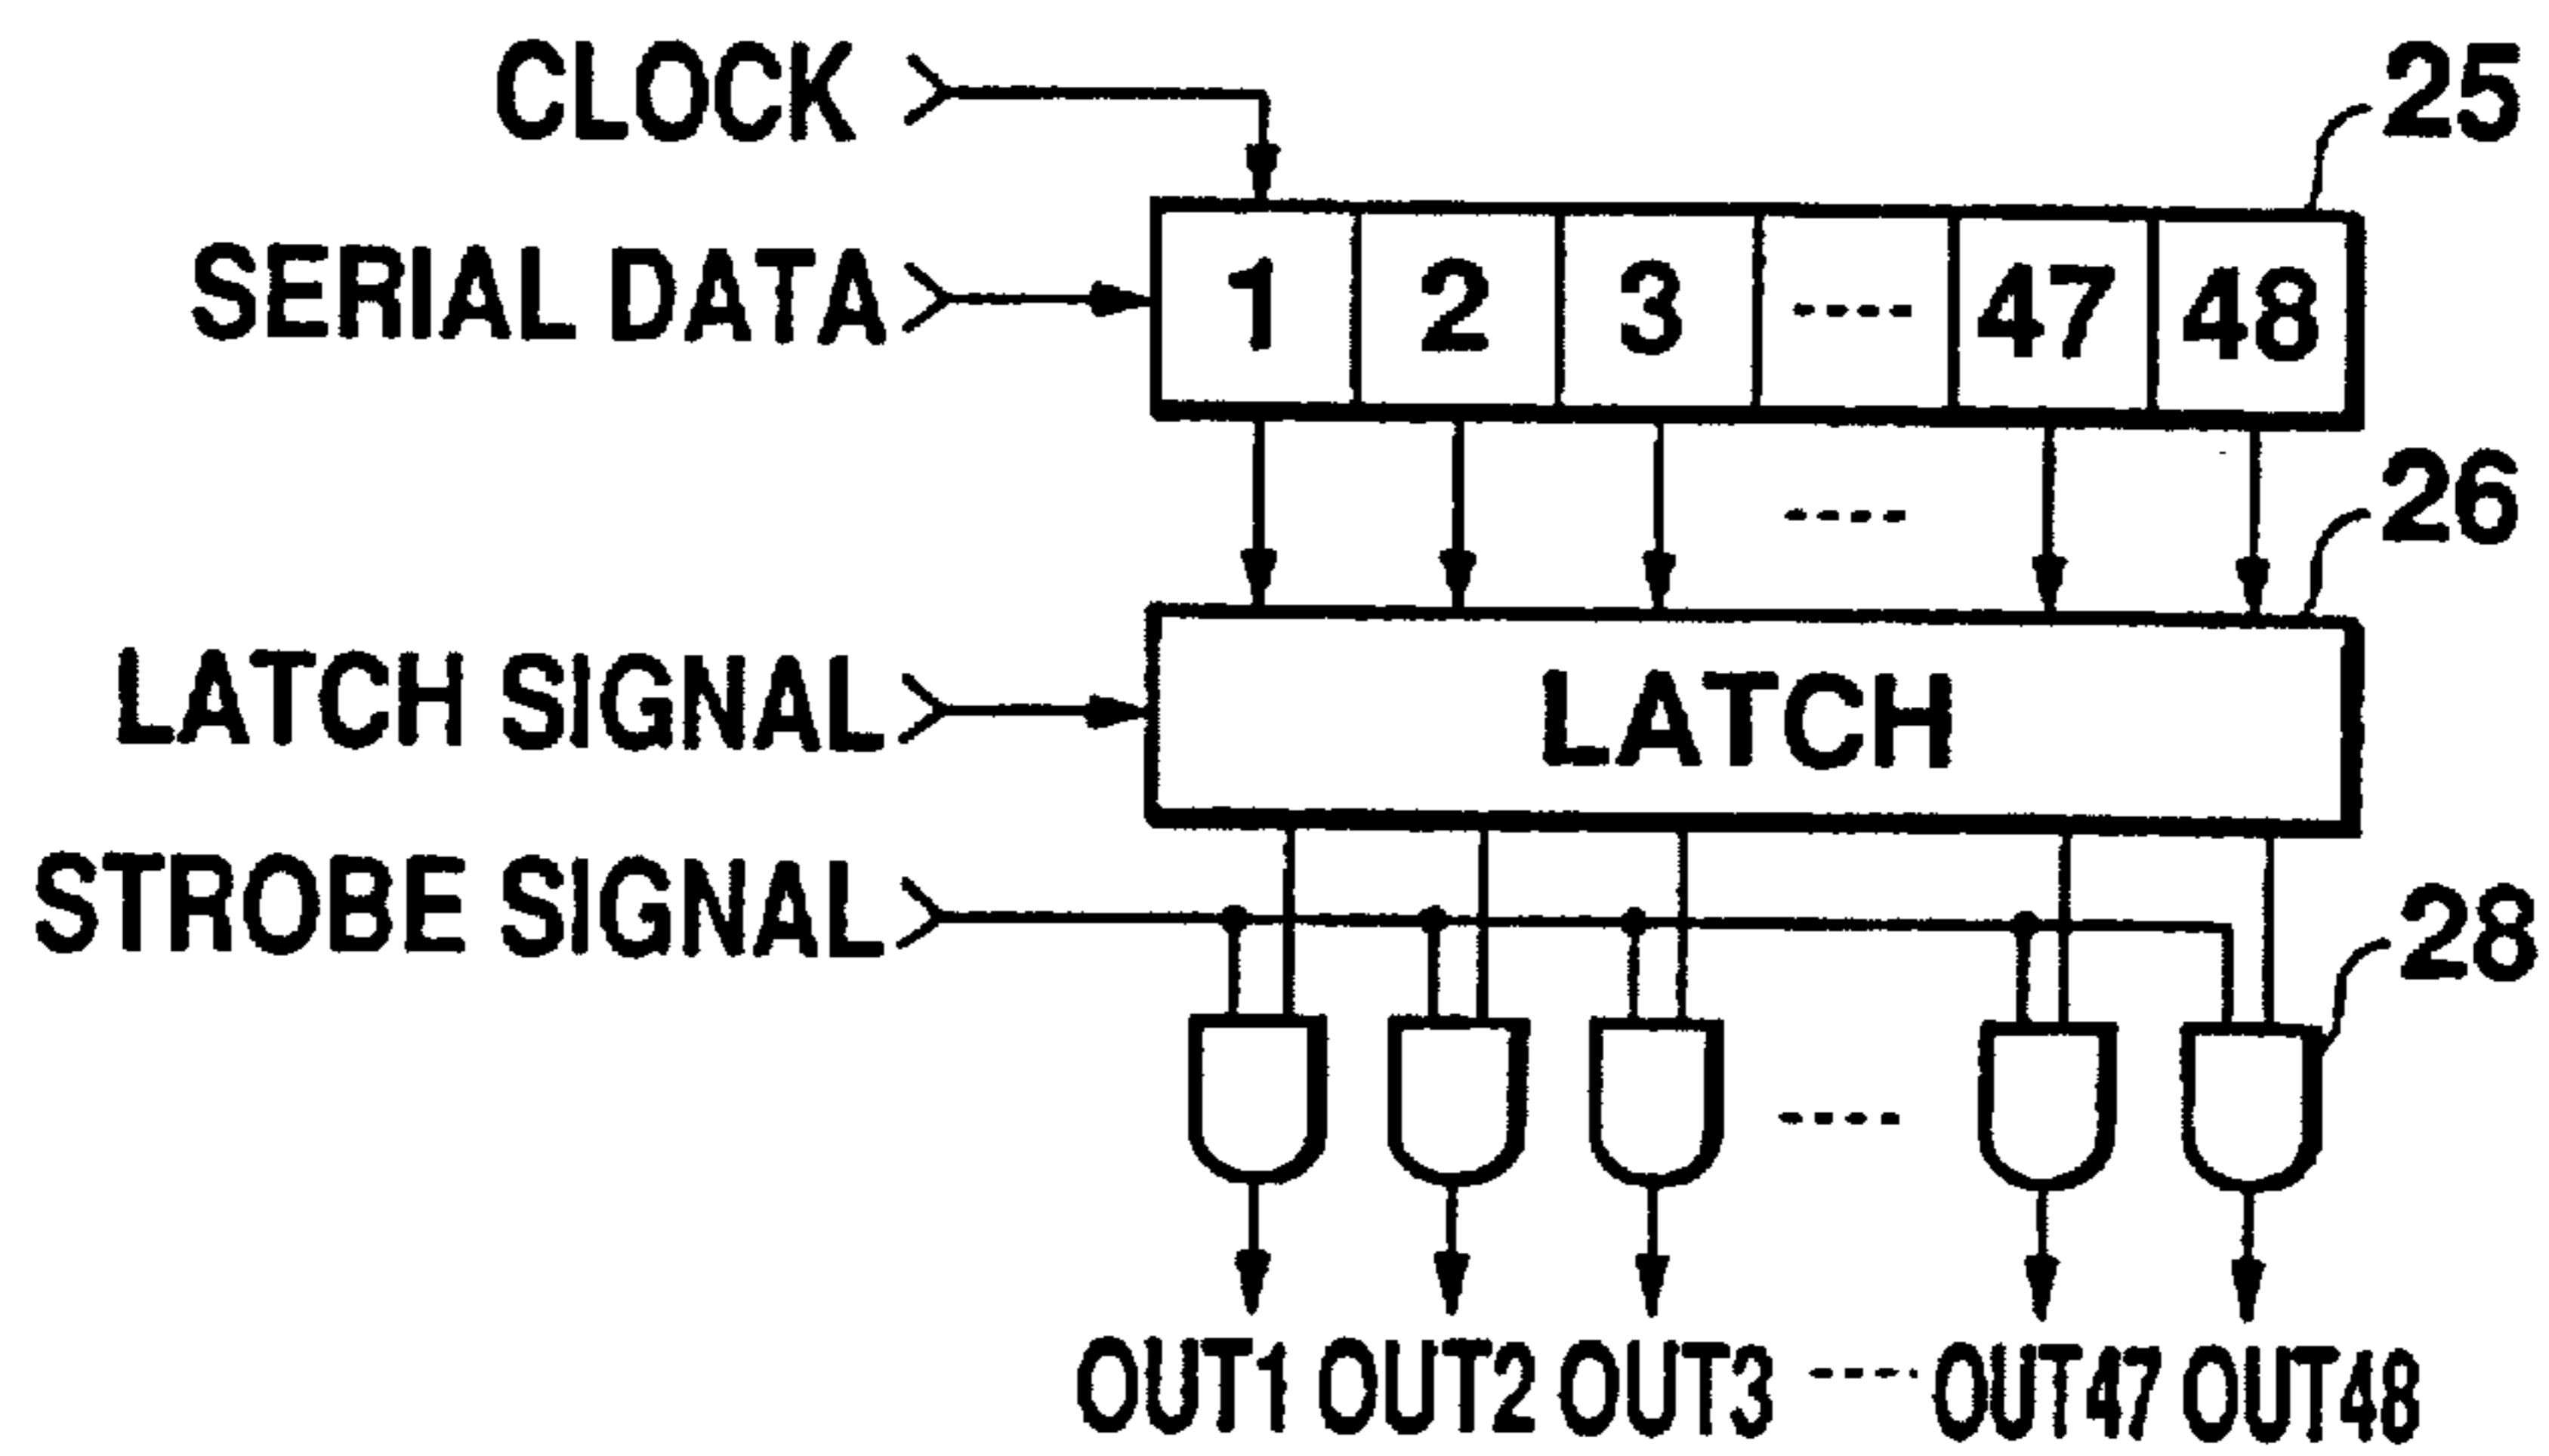 CLOCK
25
SERIAL DATA
1 2 3 ---- 47 48
----
26
LATCH SIGNAL
LATCH
STROBE SIGNAL
28
----
OUT1 OUT2 OUT3 ---- OUT47 OUT48